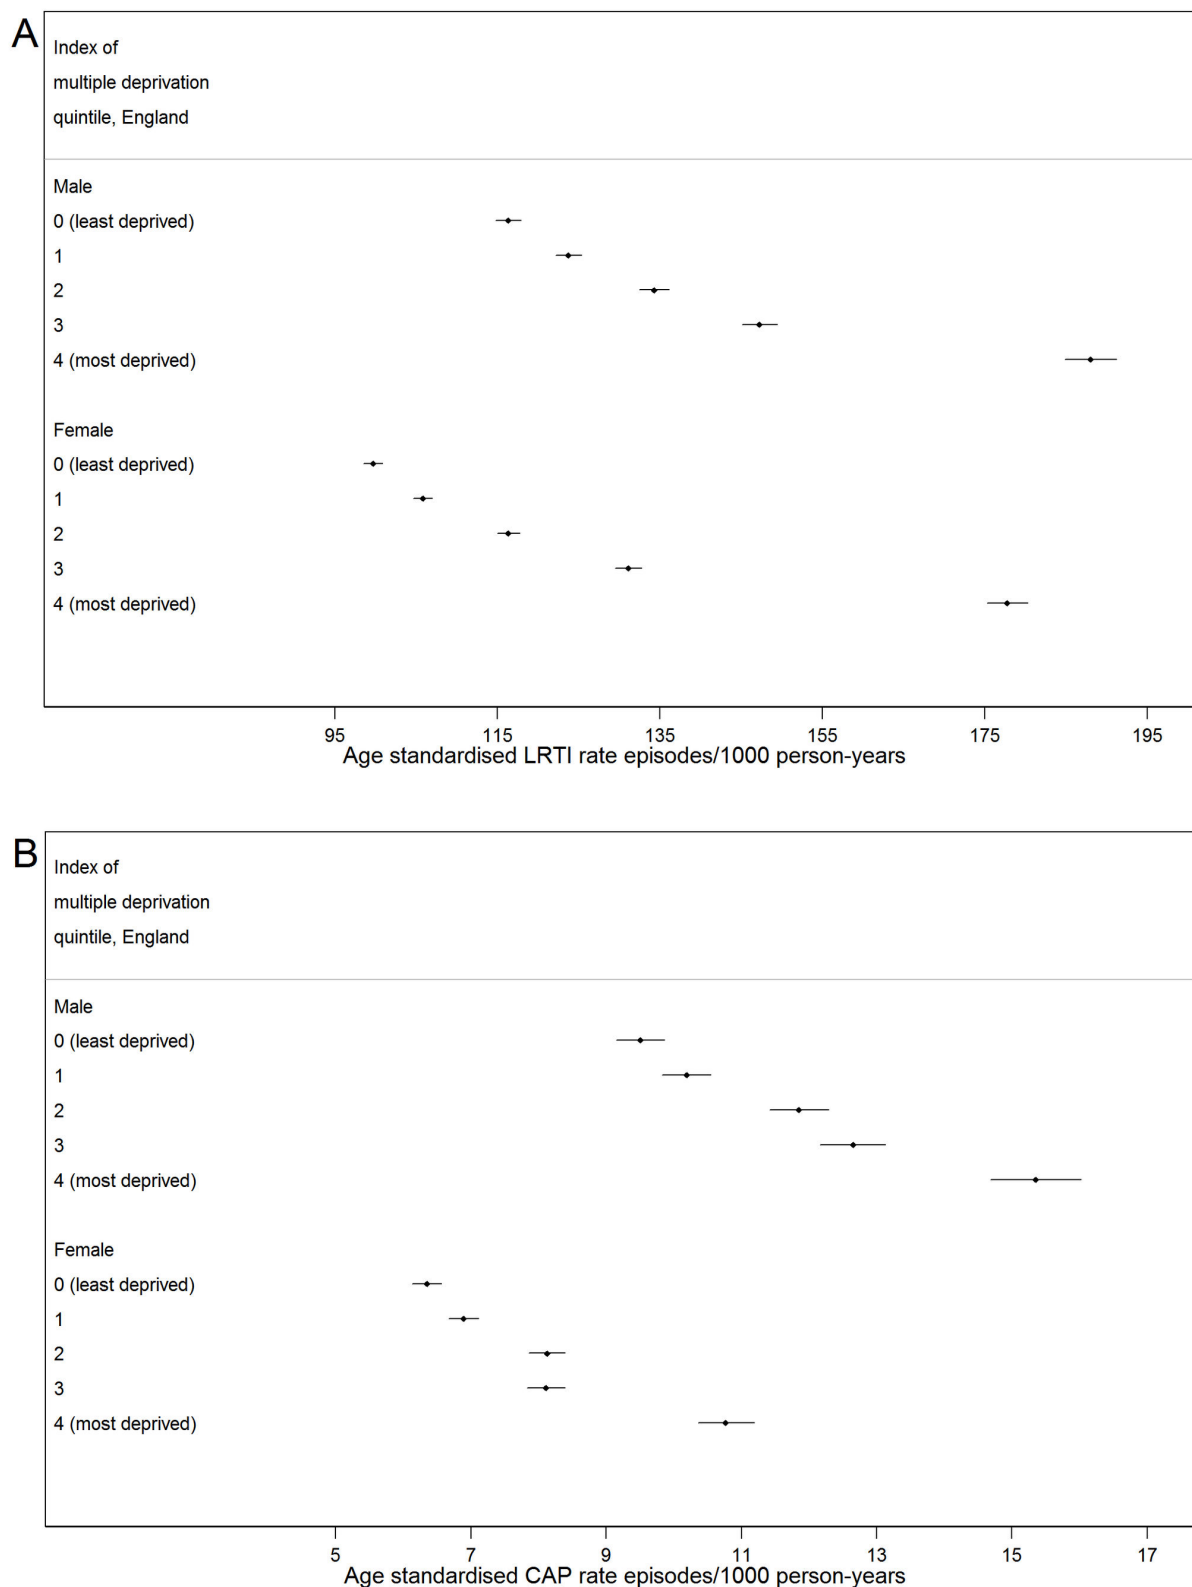 A
Index of
multiple deprivation
quintile, England
Male
0 (least deprived)
1
2
3
4 (most deprived)
Female
0 (least deprived)
1
2
3
4 (most deprived)
95 115 135 155 175 195
Age standardised LRTI rate episodes/1000 person-years
B
Index of
multiple deprivation
quintile, England
Male
0 (least deprived)
1
2
3
4 (most deprived)
Female
0 (least deprived)
1
2
3
4 (most deprived)
5 7 9 11 13 15 17
Age standardised CAP rate episodes/1000 person-years